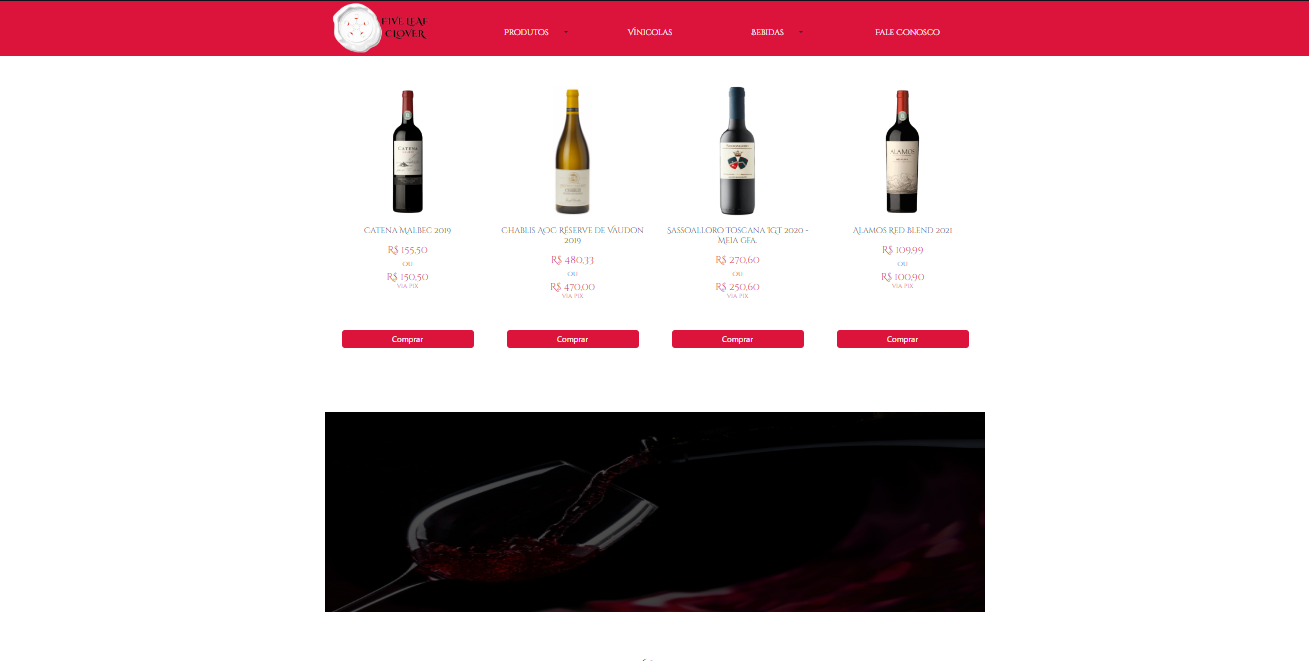 FIVE LEAF
CLOVER
PRODUTOS
VÍNICOLAS
BEBIDAS
FALE CONOSCO
CATENA
ALAMOS
CATENA MALBEC 2019
R$ 155,50
OU
R$ 150,50
VIA PIX
CHABLIS AOC RÉSERVE DE VAUDON
2019
R$ 480,33
OU
R$ 470,00
VIA PIX
SASSOALLORO TOSCANA IGT 2020 -
MEIA GFA.
R$ 270,60
OU
R$ 250,60
VIA PIX
ALAMOS RED BLEND 2021
R$ 109,99
OU
R$ 100,90
VIA PIX
Comprar
Comprar
Comprar
Comprar